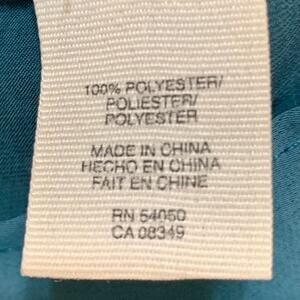 100% POLYESTER/
POLIESTER/
POLYESTER
MADE IN CHINA
HECHO EN CHINA
FAIT EN CHINE
RN 54050
CA 08349